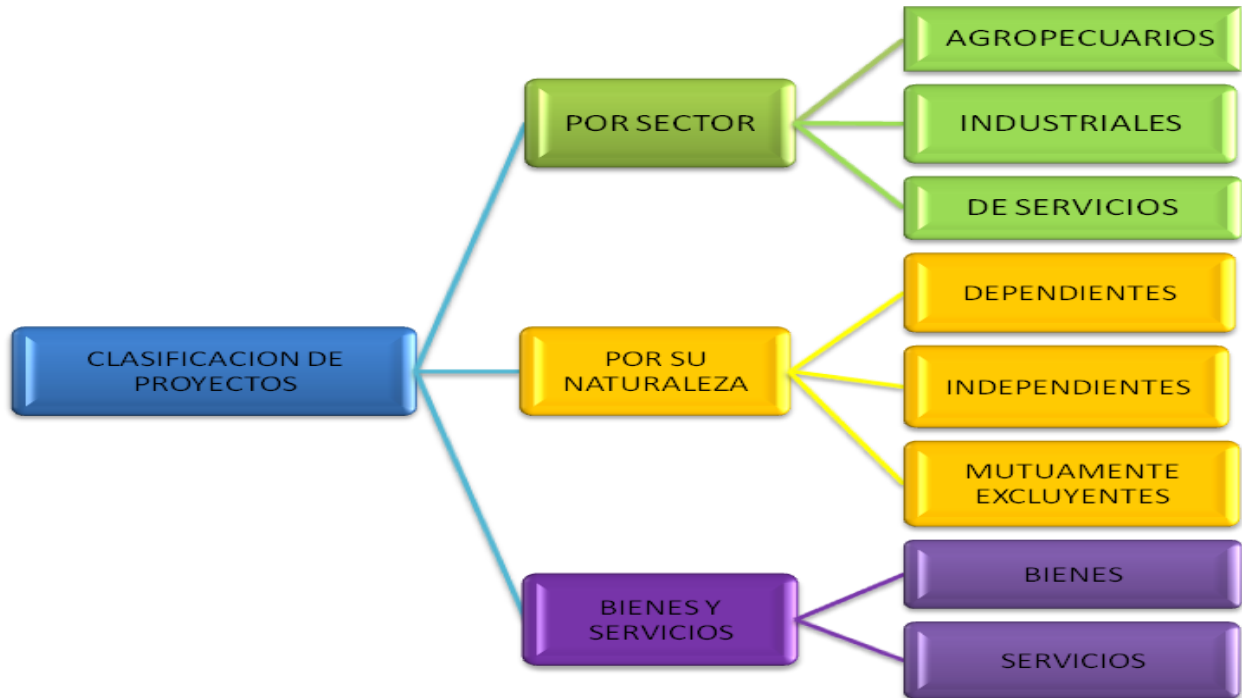 CLASIFICACION DE
PROYECTOS
POR SECTOR
AGROPECUARIOS
INDUSTRIALES
DE SERVICIOS
POR SU
NATURALEZA
DEPENDIENTES
INDEPENDIENTES
MUTUAMENTE
EXCLUYENTES
BIENES Y
SERVICIOS
BIENES
SERVICIOS